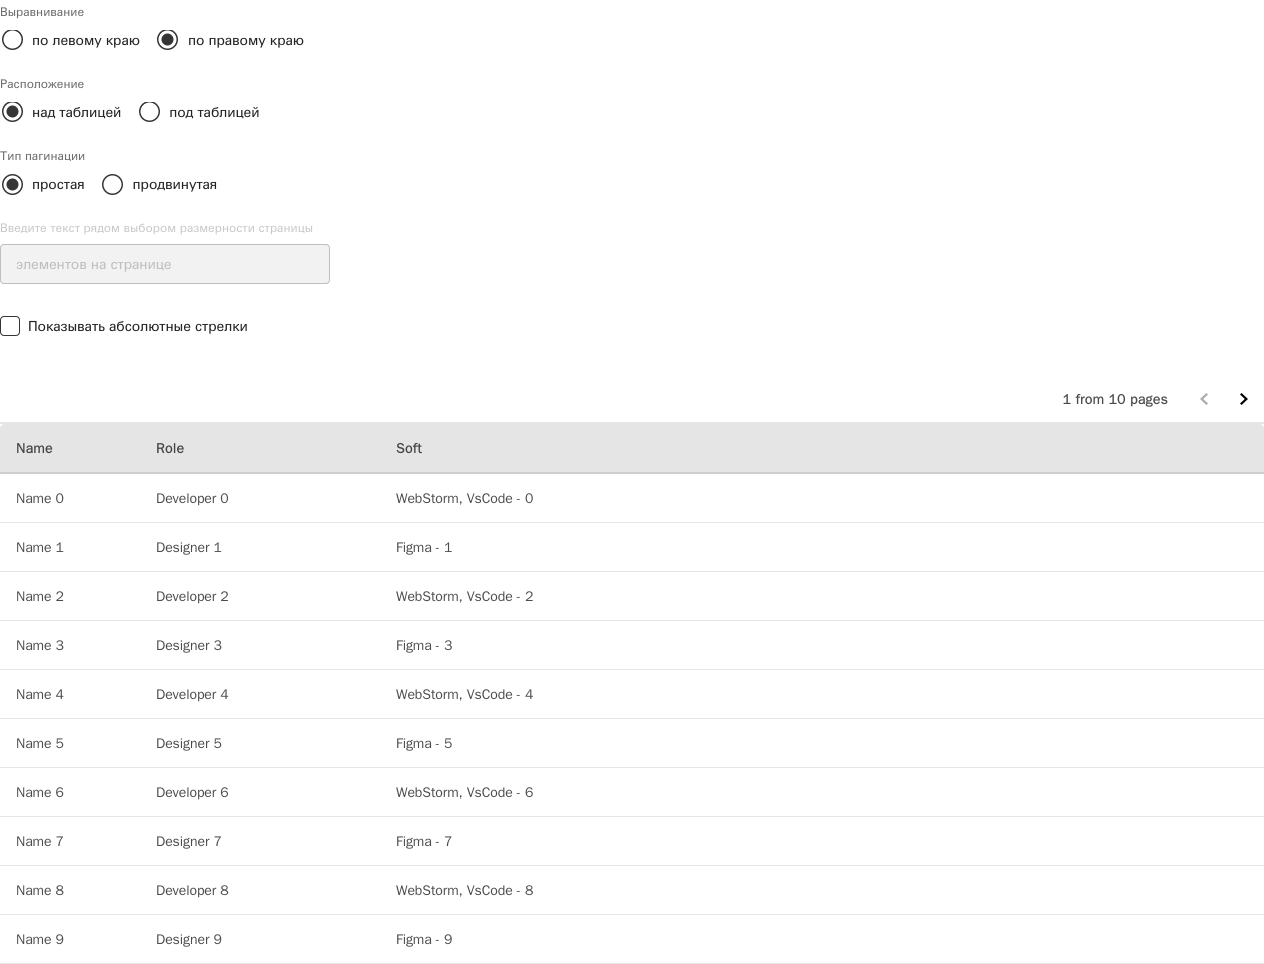 Выравнивание
по левому краю по правому краю
Расположение
над таблицей под таблицей
Тип пагинации
простая продвинутая
Введите текст рядом выбором размерности страницы
элементов на странице
Показывать абсолютные стрелки
1 from 10 pages
Name Role Soft
Name 0 Developer 0 WebStorm, VsCode - 0
Name 1 Designer 1 Figma - 1
Name 2 Developer 2 WebStorm, VsCode - 2
Name 3 Designer 3 Figma - 3
Name 4 Developer 4 WebStorm, VsCode - 4
Name 5 Designer 5 Figma - 5
Name 6 Developer 6 WebStorm, VsCode - 6
Name 7 Designer 7 Figma - 7
Name 8 Developer 8 WebStorm, VsCode - 8
Name 9 Designer 9 Figma - 9